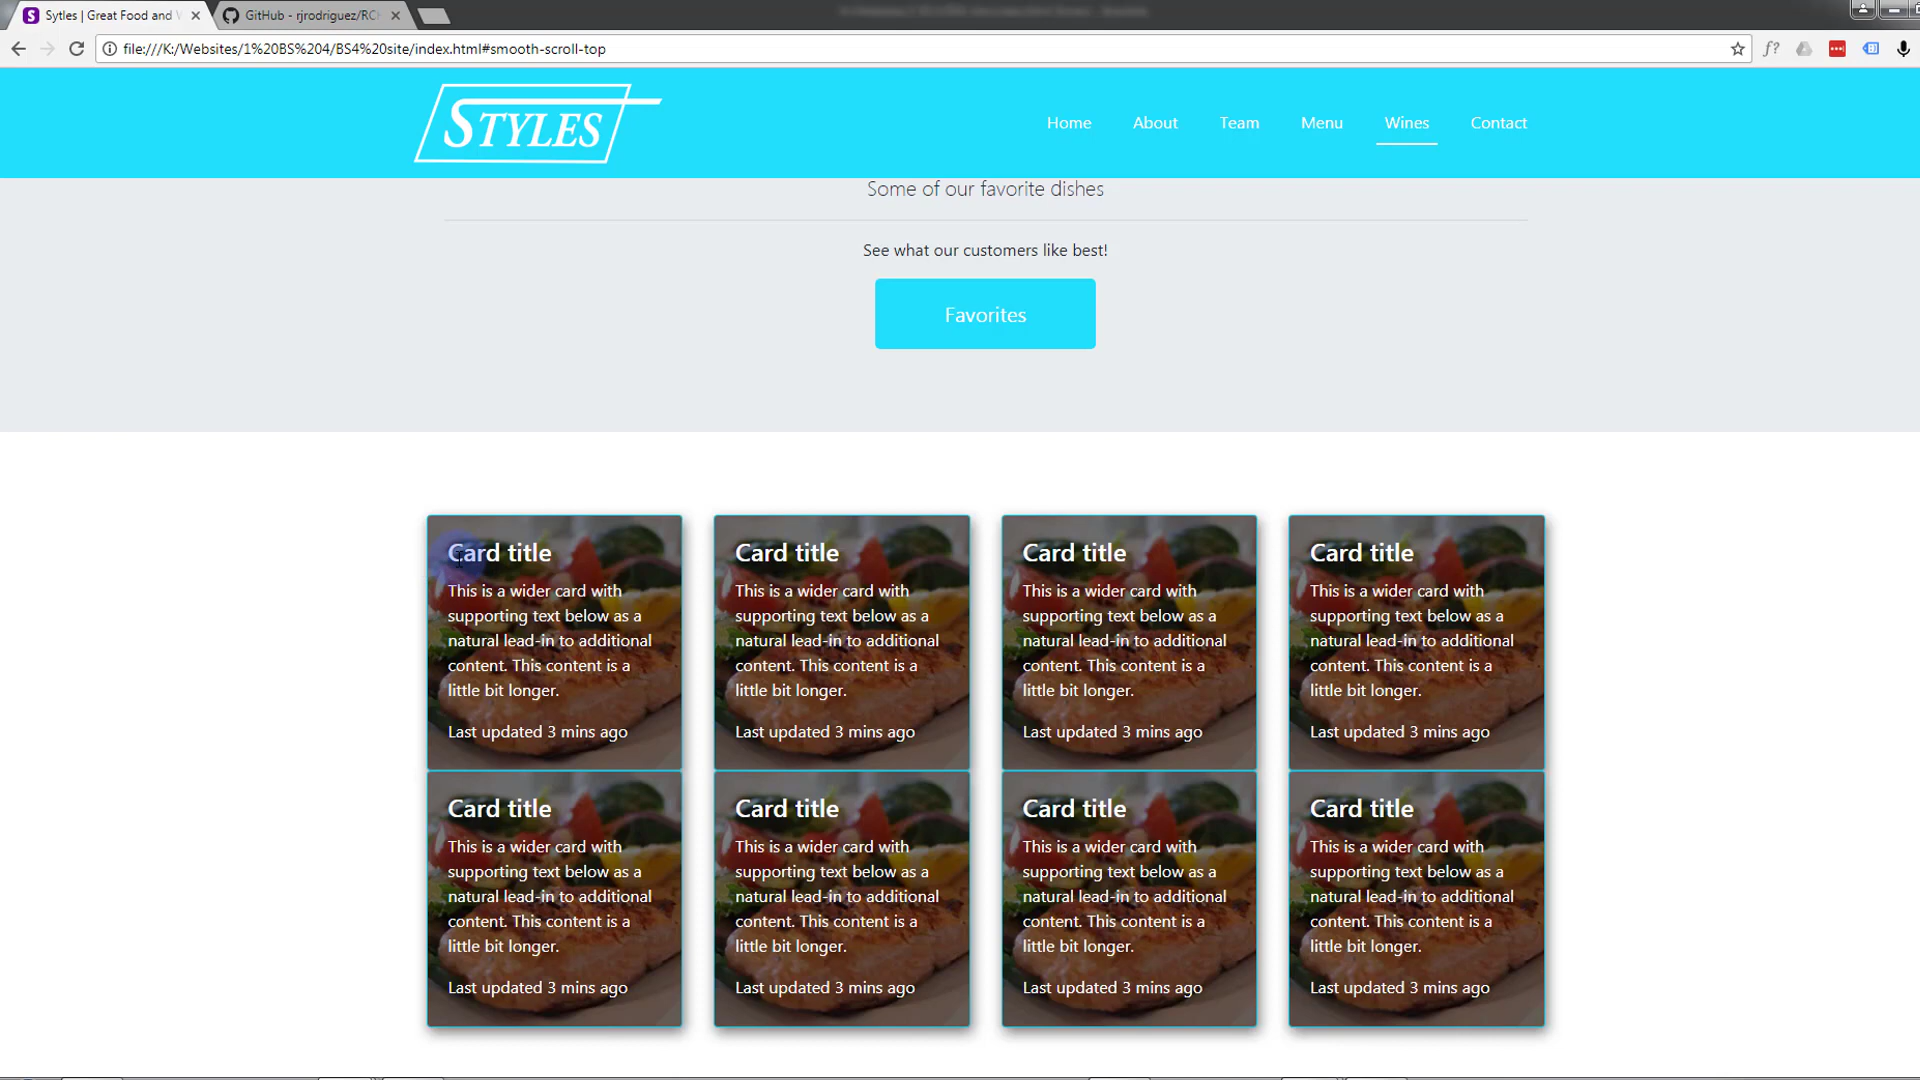 Sytles | Great Food and
GitHub - rjrodriguez/RC
file:///K:/Websites/1%20BS%204/BS4%20site/index.html#smooth-scroll-top
f?
STYLES
Home About Team Menu Wines Contact
Some of our favorite dishes
See what our customers like best!
Favorites
Card title
This is a wider card with
supporting text below as a
natural lead-in to additional
content. This content is a
little bit longer.
Last updated 3 mins ago
Card title
This is a wider card with
supporting text below as a
natural lead-in to additional
content. This content is a
little bit longer.
Last updated 3 mins ago
Card title
This is a wider card with
supporting text below as a
natural lead-in to additional
content. This content is a
little bit longer.
Last updated 3 mins ago
Card title
This is a wider card with
supporting text below as a
natural lead-in to additional
content. This content is a
little bit longer.
Last updated 3 mins ago
Card title
This is a wider card with
supporting text below as a
natural lead-in to additional
content. This content is a
little bit longer.
Last updated 3 mins ago
Card title
This is a wider card with
supporting text below as a
natural lead-in to additional
content. This content is a
little bit longer.
Last updated 3 mins ago
Card title
This is a wider card with
supporting text below as a
natural lead-in to additional
content. This content is a
little bit longer.
Last updated 3 mins ago
Card title
This is a wider card with
supporting text below as a
natural lead-in to additional
content. This content is a
little bit longer.
Last updated 3 mins ago